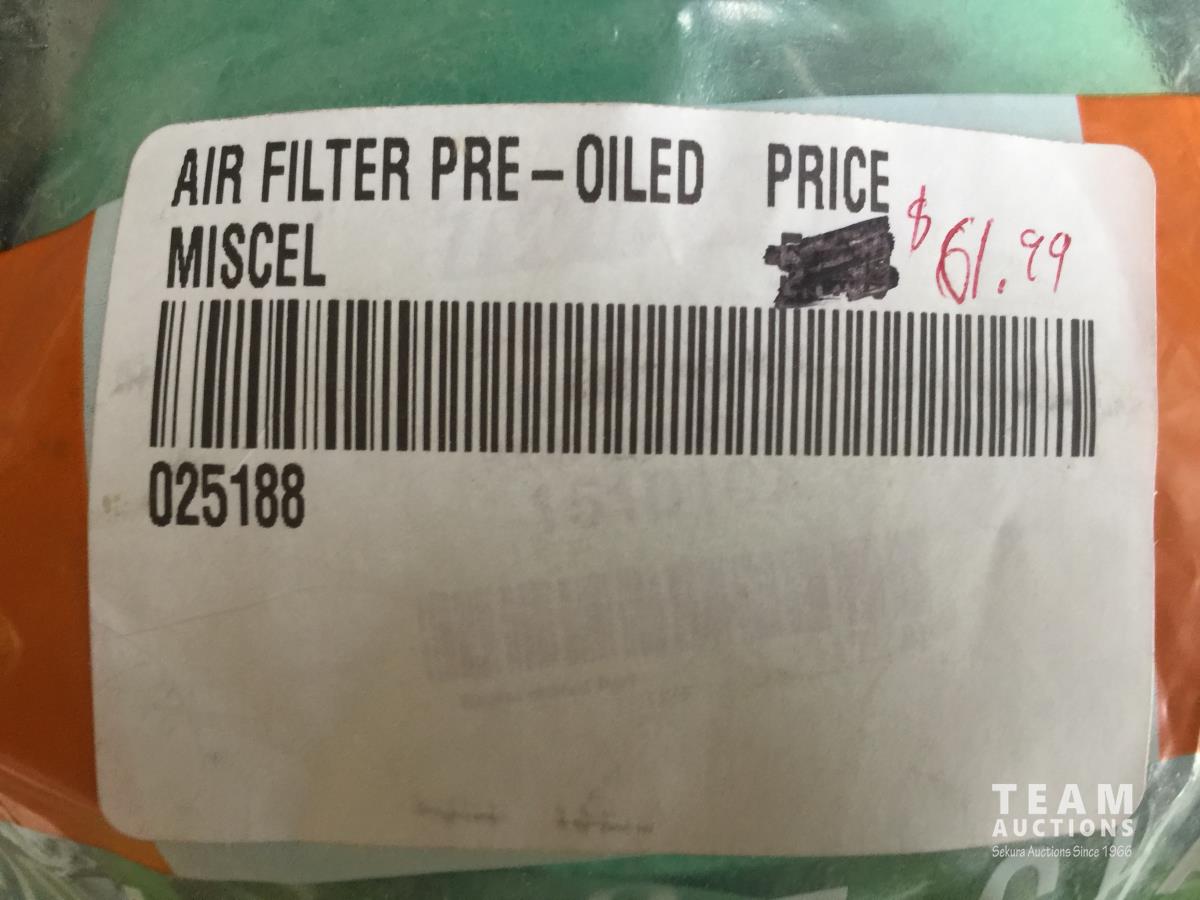 AIR FILTER PRE-OILED PRICE
MISCEL $61.99
025188
TEAM
AUCTIONS
Sekura Auctions Since 1966